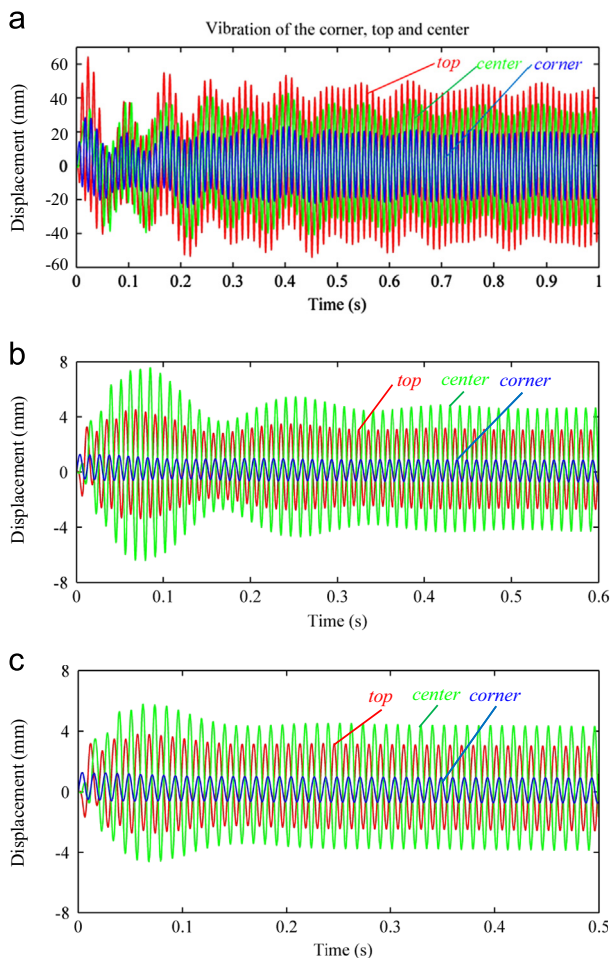 a
Vibration of the corner, top and center
top
center
corner
Displacement (mm)
60
40
20
0
-20
-40
-60
0 0.1 0.2 0.3 0.4 0.5 0.6 0.7 0.8 0.9 1
Time (s)
b
top
center
corner
Displacement (mm)
8
4
0
-4
-8
0 0.1 0.2 0.3 0.4 0.5 0.6
Time (s)
c
top
center
corner
Displacement (mm)
8
4
0
-4
-8
0 0.1 0.2 0.3 0.4 0.5
Time (s)